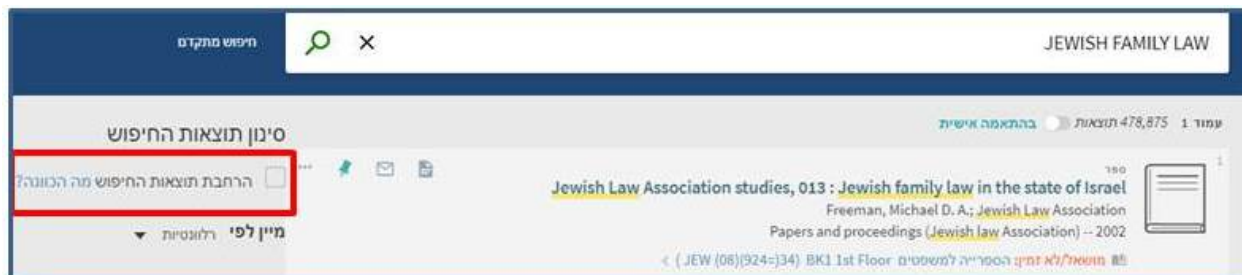 JEWISH FAMILY LAW
חיפוש מתקדם
עמוד 1 478,875 תוצאות בהתאמה אישית
1
ספר
Jewish Law Association studies, 013 : Jewish family law in the state of Israel
Freeman, Michael D. A.; Jewish Law Association
Papers and proceedings (Jewish law Association) -- 2002
מושאל/לא זמין: הספרייה למשפטים BK1 1st Floor ( JEW (08)(924=)(34 >
סינון תוצאות החיפוש
הרחבת תוצאות החיפוש מה הכוונה?
מיין לפי רלוונטיות